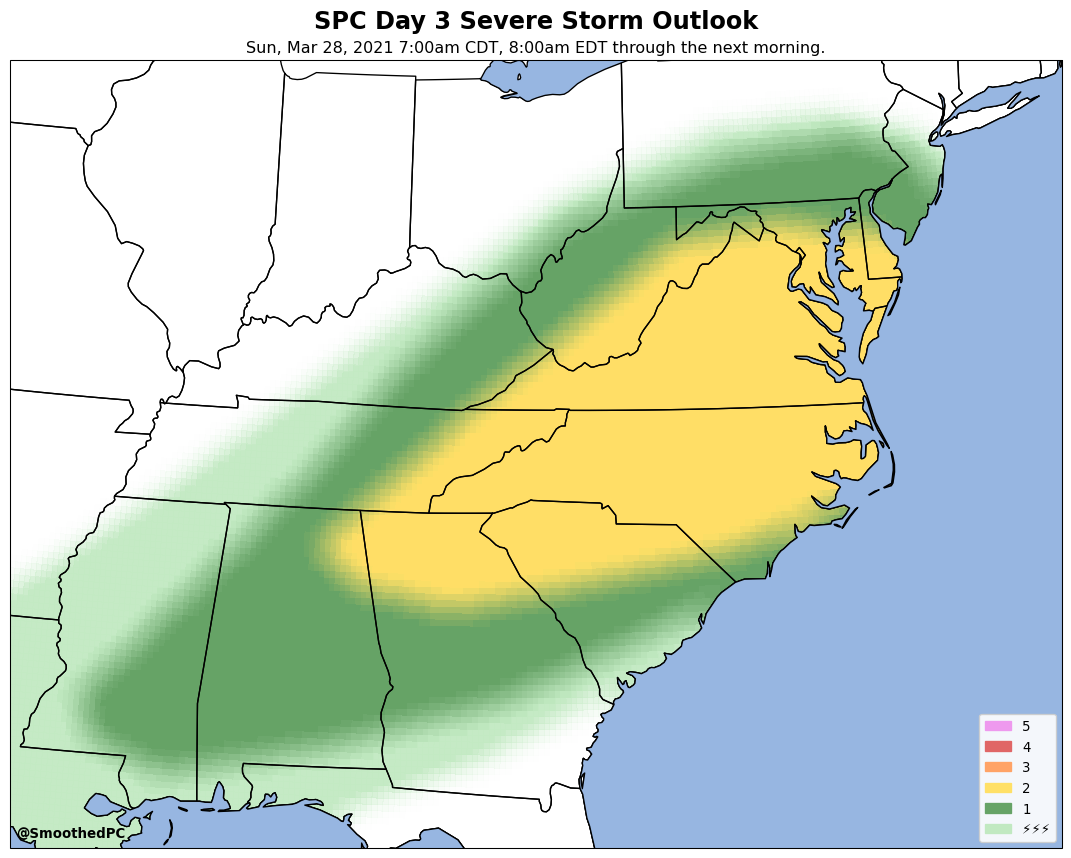 SPC Day 3 Severe Storm Outlook
Sun, Mar 28, 2021 7:00am CDT, 8:00am EDT through the next morning.
5
4
3
2
1
⚡⚡⚡
@SmoothedPC